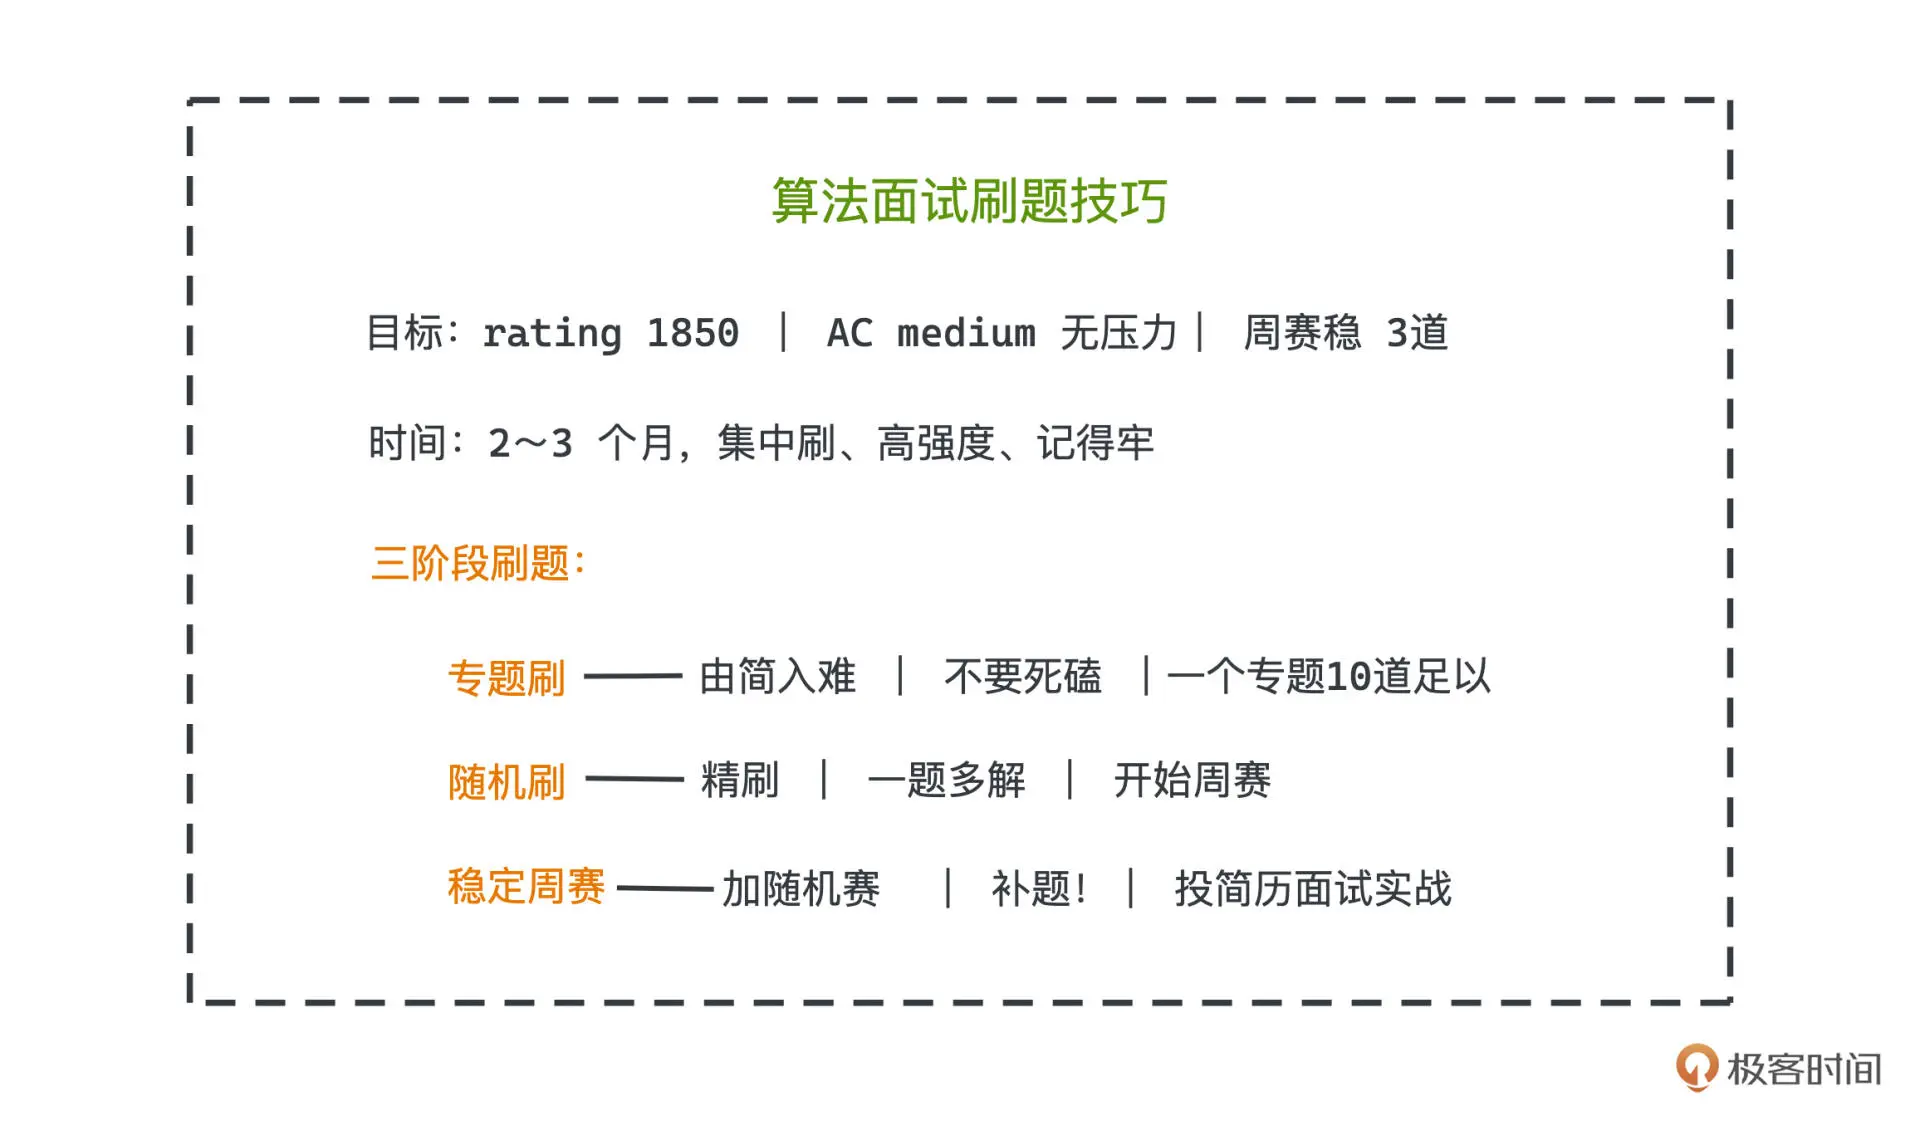 算法面试刷题技巧
目标：rating 1850 | AC medium 无压力 | 周赛稳 3道
时间：2～3 个月，集中刷、高强度、记得牢
三阶段刷题：
专题刷 —— 由简入难 | 不要死磕 | 一个专题10道足以
随机刷 —— 精刷 | 一题多解 | 开始周赛
稳定周赛 —— 加随机赛 | 补题！ | 投简历面试实战
极客时间